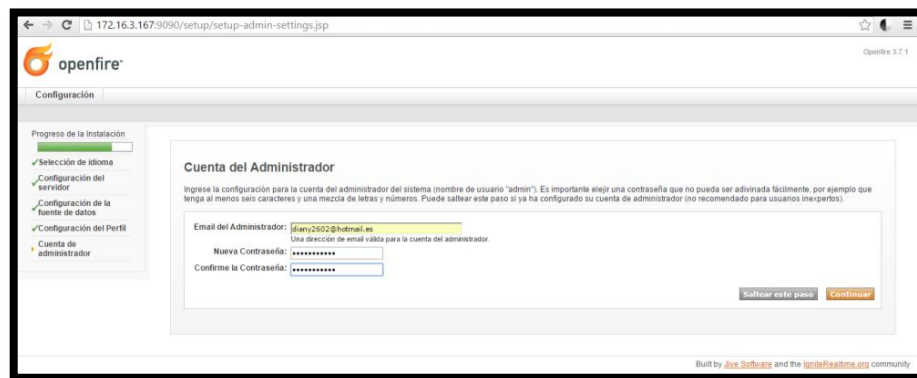 172.16.3.167:9090/setup/setup-admin-settings.jsp
openfire™
Openfire 3.7.1
Configuración
Progreso de la Instalación
Selección de idioma
Configuración del
servidor
Configuración de la
fuente de datos
Configuración del Perfil
Cuenta de
administrador
Cuenta del Administrador
Ingrese la configuración para la cuenta del administrador del sistema (nombre de usuario "admin"). Es importante elejir una contraseña que no pueda ser adivinada fácilmente, por ejemplo que
tenga al menos seis caracteres y una mezcla de letras y números. Puede saltear este paso si ya ha configurado su cuenta de administrador (no recomendado para usuarios inexpertos).
Email del Administrador: diany2602@hotmail.es
Una dirección de email válida para la cuenta del administrador.
Nueva Contraseña: •••••••••••
Confirme la Contraseña: •••••••••••
Saltear este paso Continuar
Built by Jive Software and the IgniteRealtime.org community